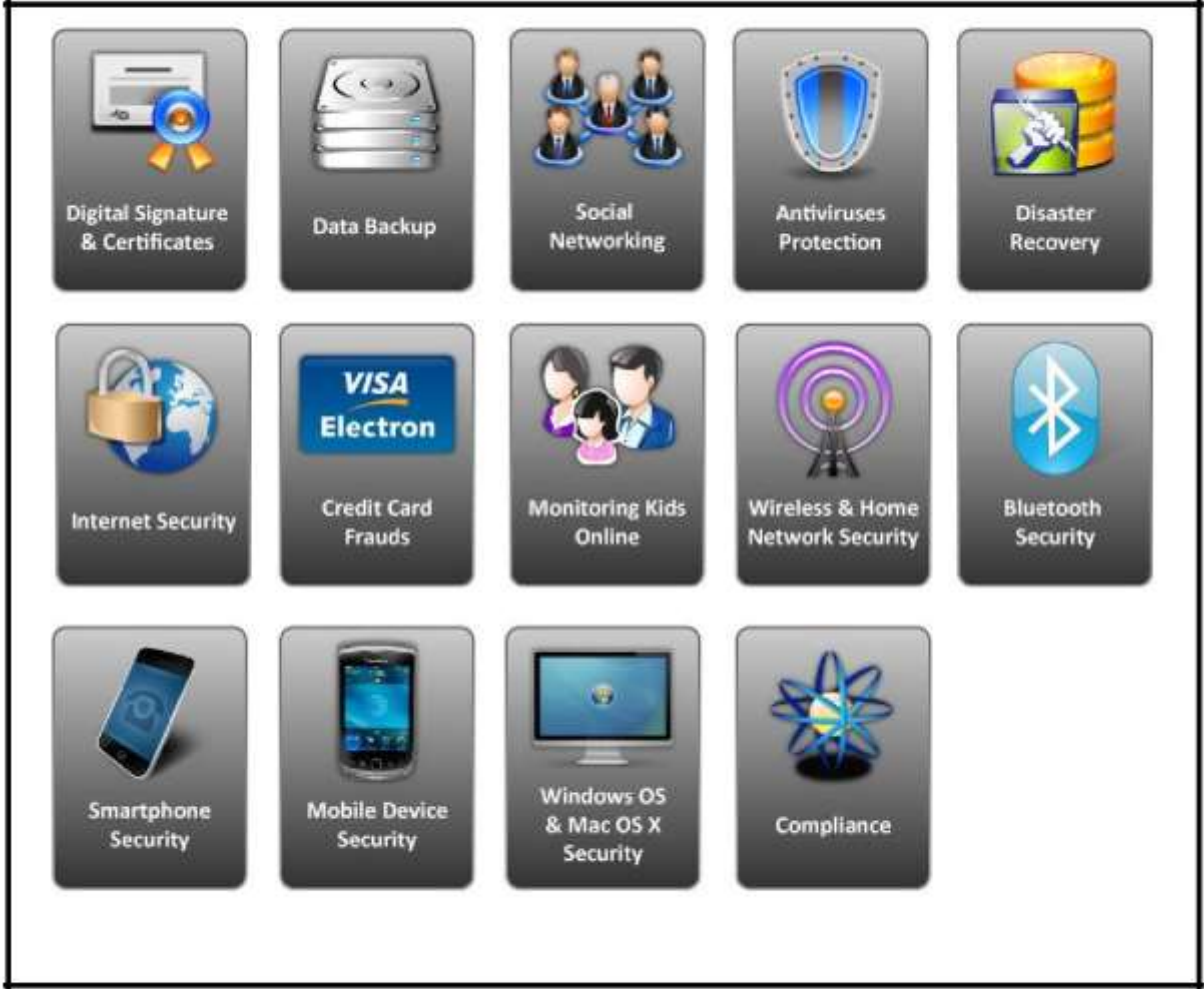 Digital Signature
& Certificates
Data Backup
Social
Networking
Antiviruses
Protection
Disaster
Recovery
Internet Security
VISA
Electron
Credit Card
Frauds
Monitoring Kids
Online
Wireless & Home
Network Security
Bluetooth
Security
Smartphone
Security
Mobile Device
Security
Windows OS
& Mac OS X
Security
Compliance